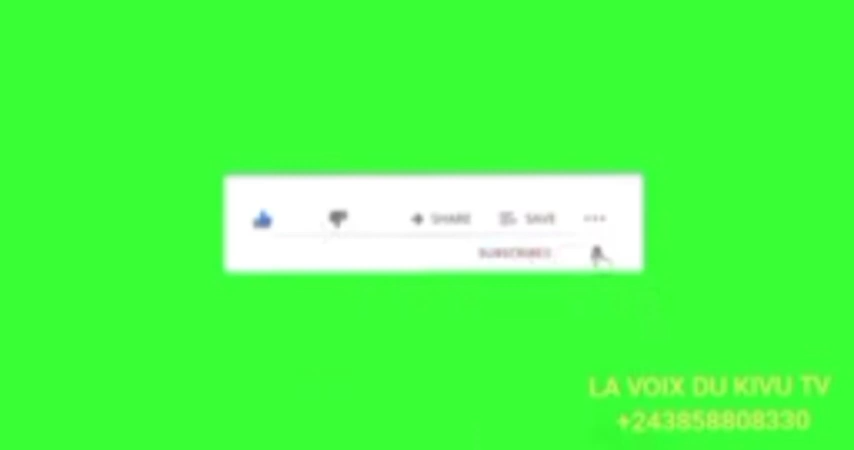 SHARE SAVE
SUBSCRIBED
LA VOIX DU KIVU TV
+243858808330